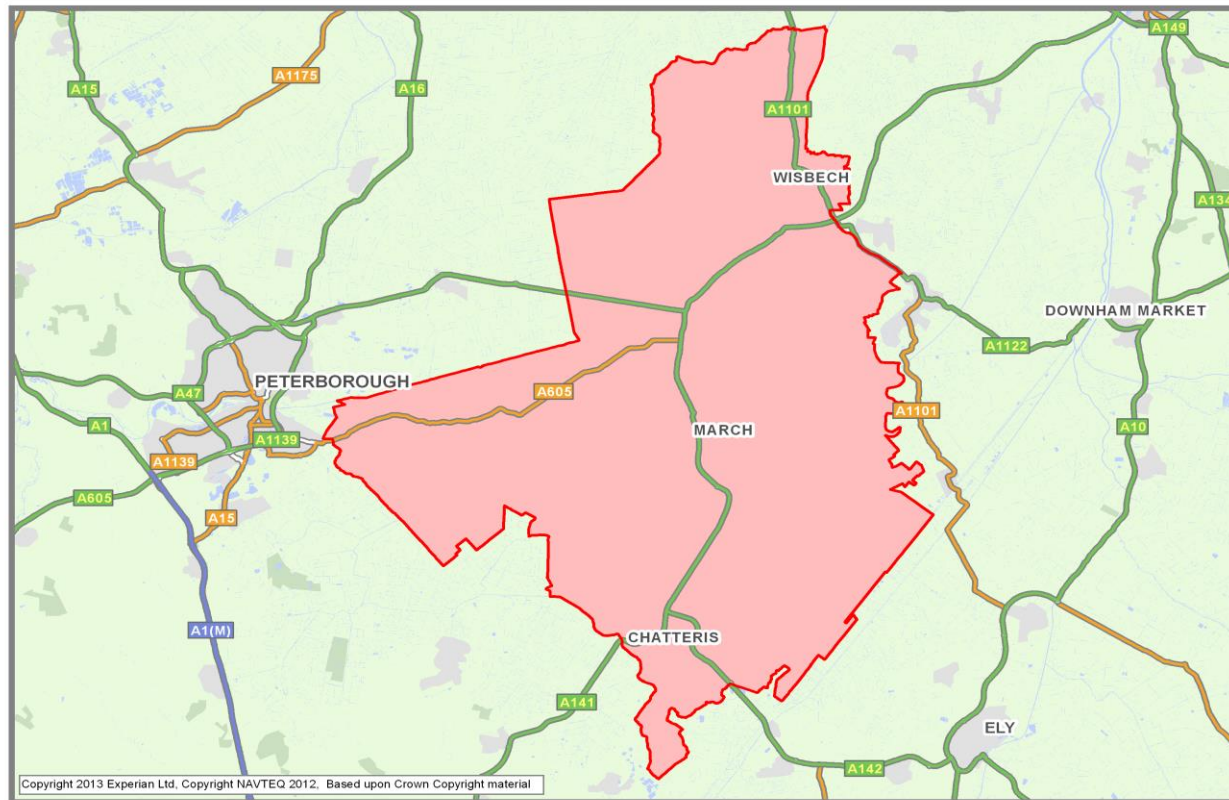 A149
A1175
A15
A16
A1101
WISBECH
A134
DOWNHAM MARKET
A1122
PETERBOROUGH
A47
A605
A1101
A1
A10
MARCH
A1139
A1139
A605
A15
A1(M)
CHATTERIS
A141
ELY
A142
Copyright 2013 Experian Ltd, Copyright NAVTEQ 2012, Based upon Crown Copyright material